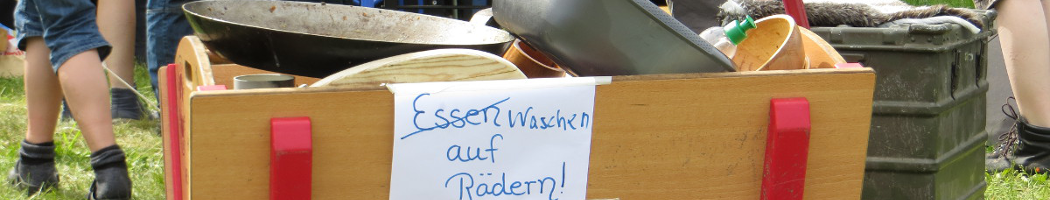 Essen Waschen
auf
Rädern!